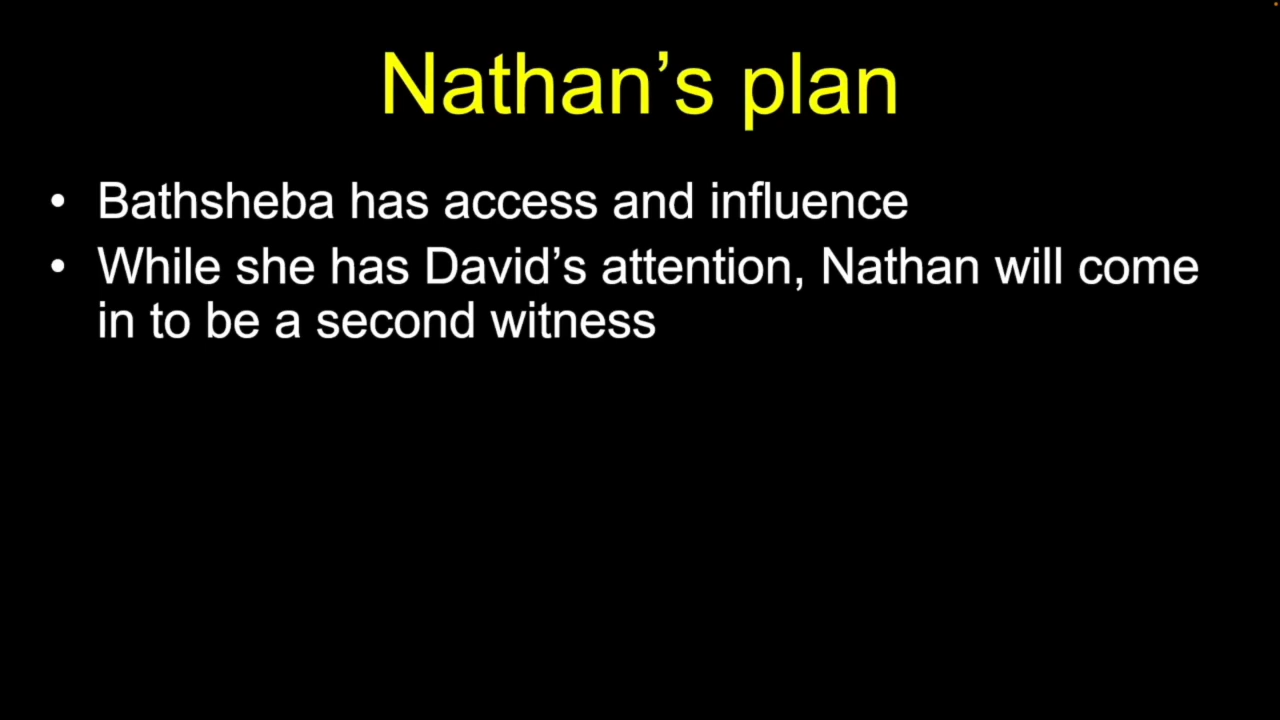 Nathan’s plan
• Bathsheba has access and influence
• While she has David’s attention, Nathan will come
in to be a second witness